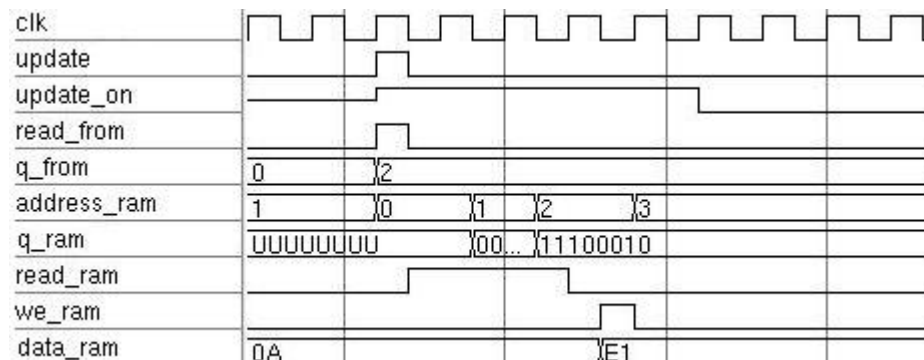 clk
update
update_on
read_from
q_from 0 2
address_ram 1 0 1 2 3
q_ram UUUUUUUU 00... 11100010
read_ram
we_ram
data_ram 0A E1